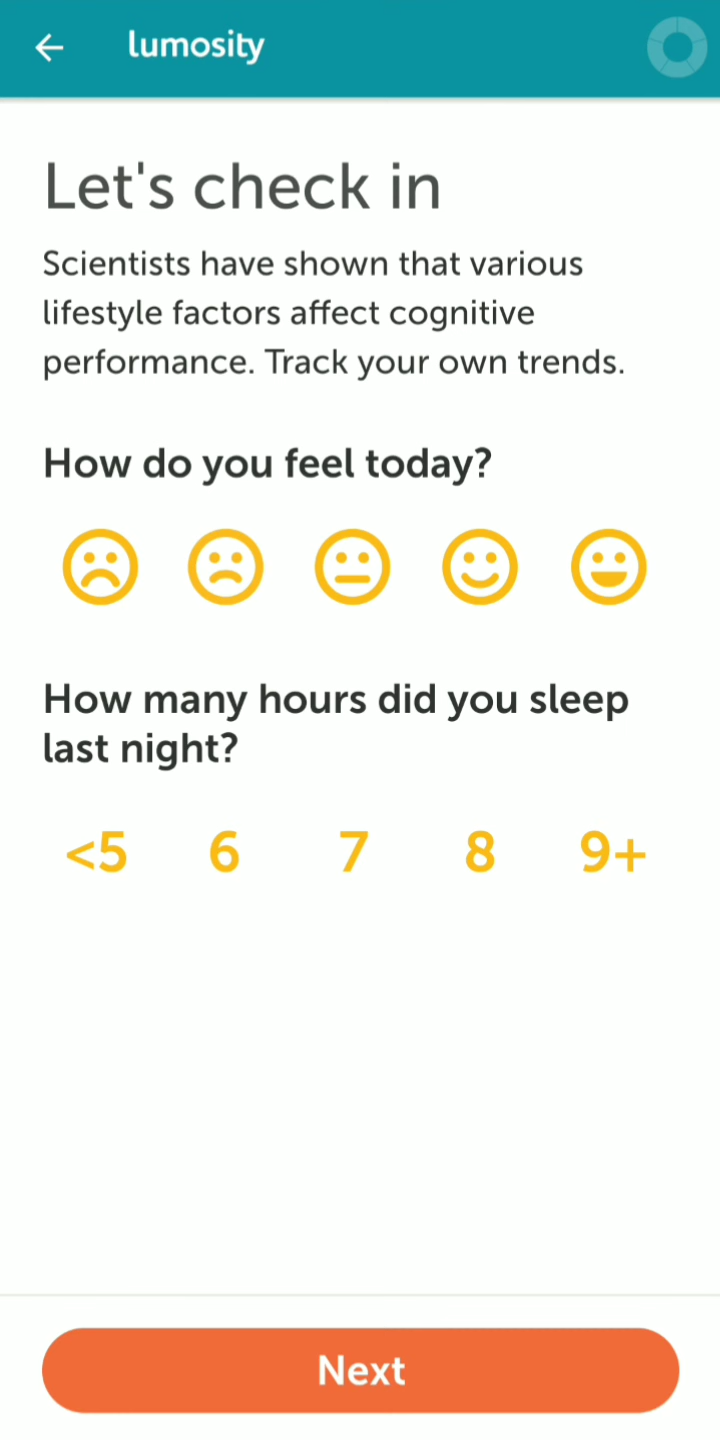 lumosity
Let's check in
Scientists have shown that various
lifestyle factors affect cognitive
performance. Track your own trends.
How do you feel today?
How many hours did you sleep
last night?
<5 6 7 8 9+
Next